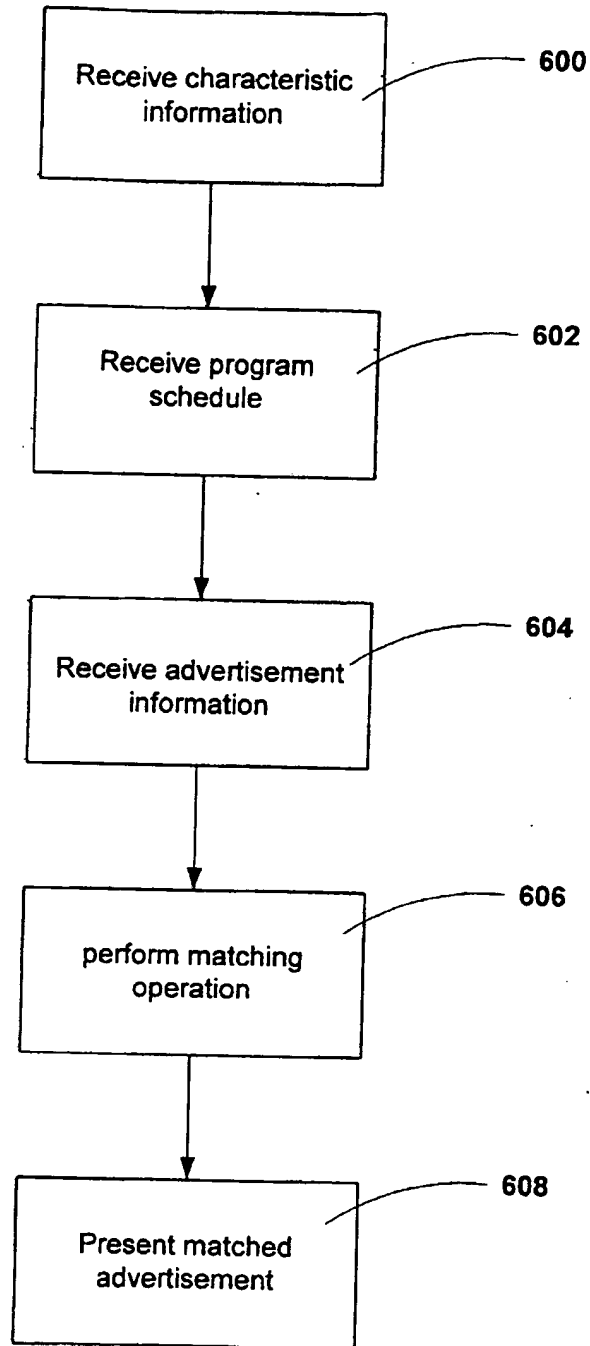 Receive characteristic
information
600
Receive program
schedule
602
Receive advertisement
information
604
perform matching
operation
606
Present matched
advertisement
608